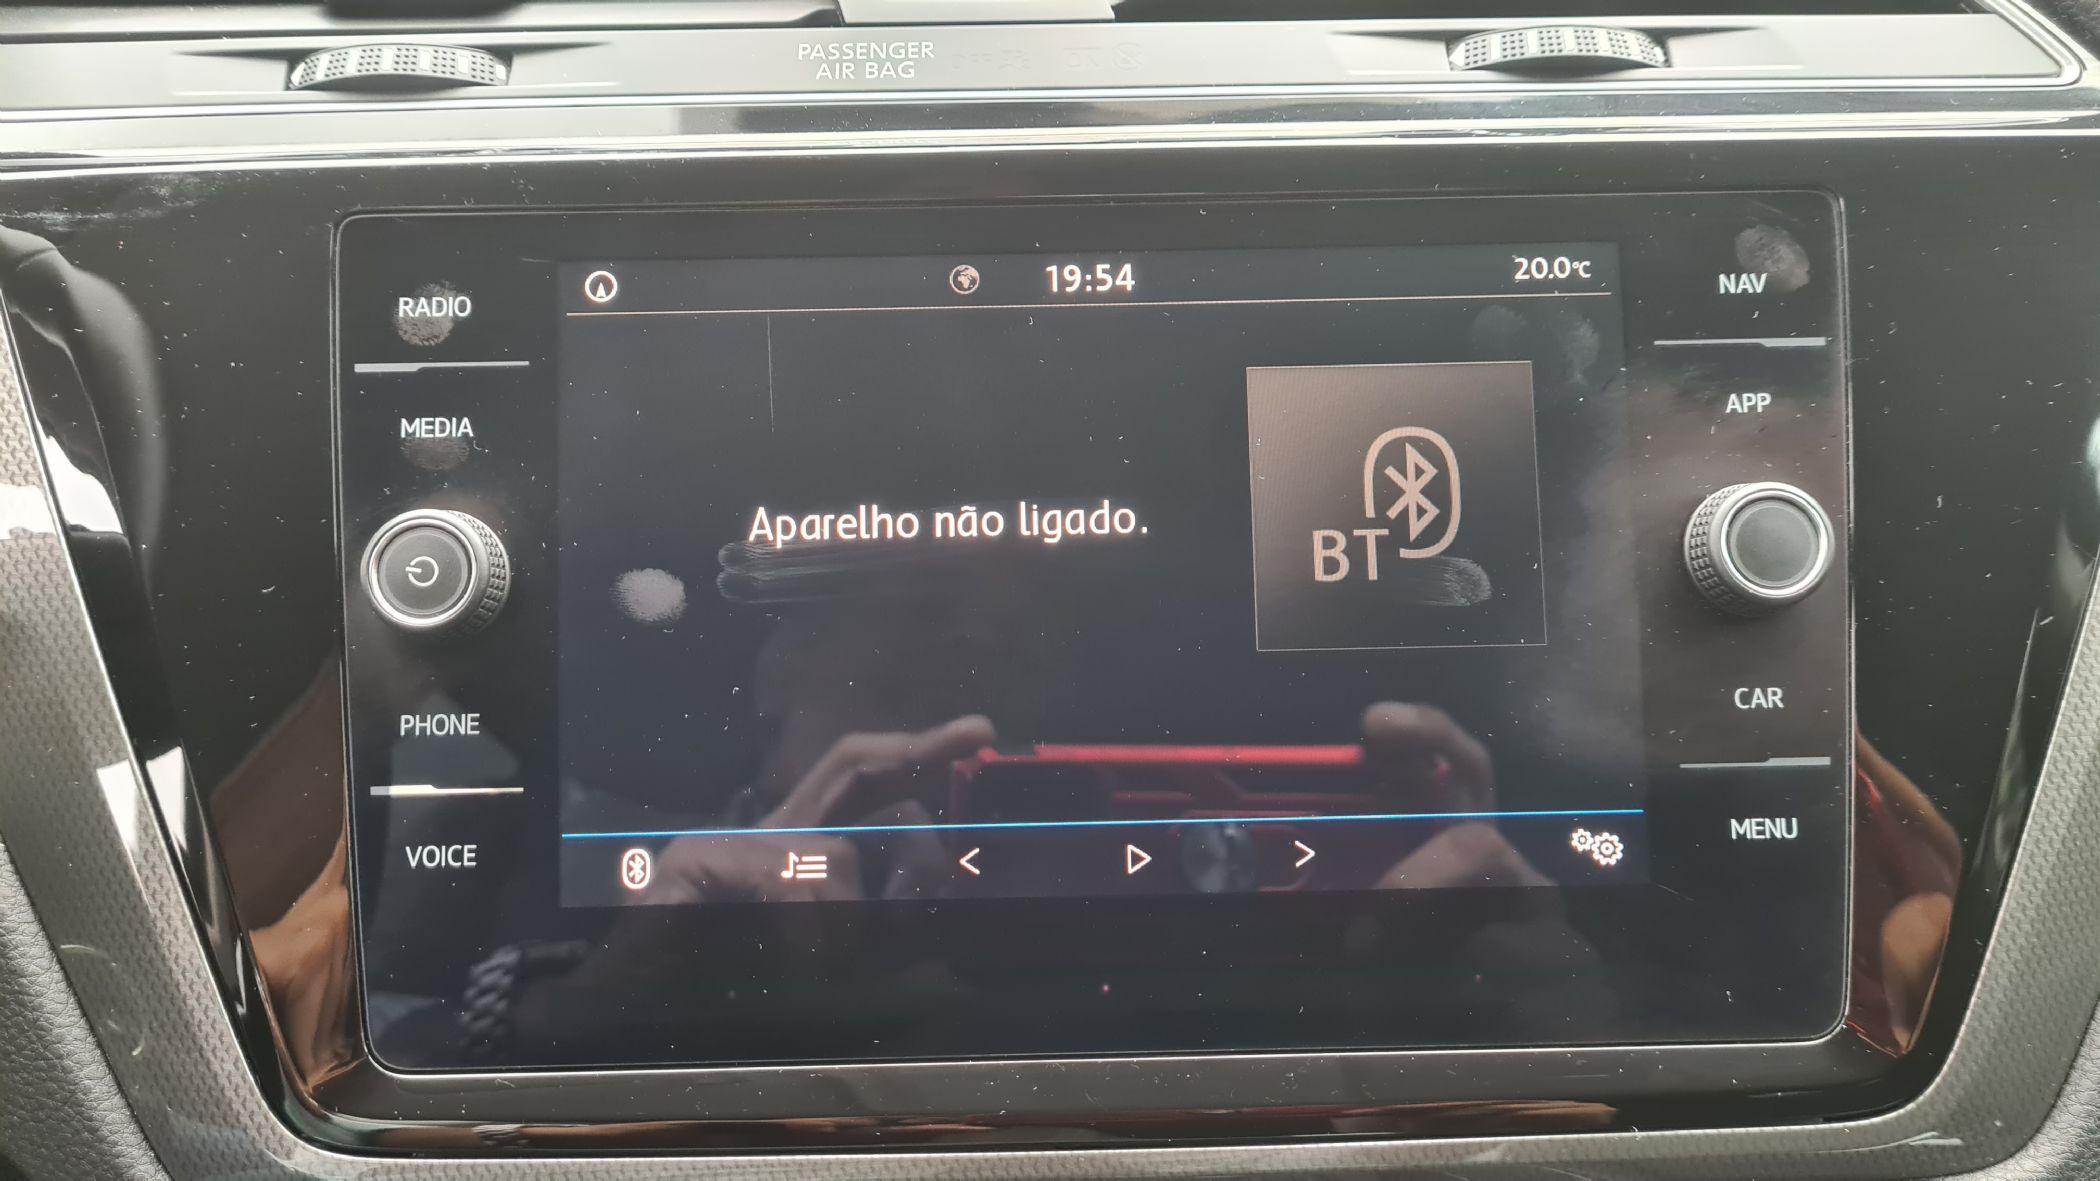 PASSENGER
AIR BAG
19:54
20.0°C
RADIO
NAV
MEDIA
APP
Aparelho não ligado.
BT
PHONE
CAR
VOICE
MENU